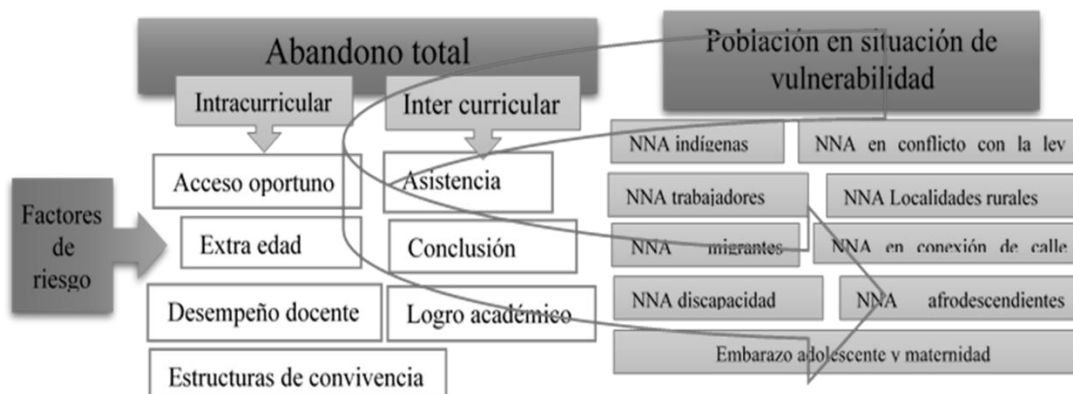 Abandono total
Población en situación de
vulnerabilidad
Intracurricular
Inter curricular
Factores
de
riesgo
Acceso oportuno
Asistencia
Extra edad
Conclusión
Desempeño docente
Logro académico
Estructuras de convivencia
NNA indígenas
NNA en conflicto con la ley
NNA trabajadores
NNA Localidades rurales
NNA migrantes
NNA en conexión de calle
NNA discapacidad
NNA afrodescendientes
Embarazo adolescente y maternidad